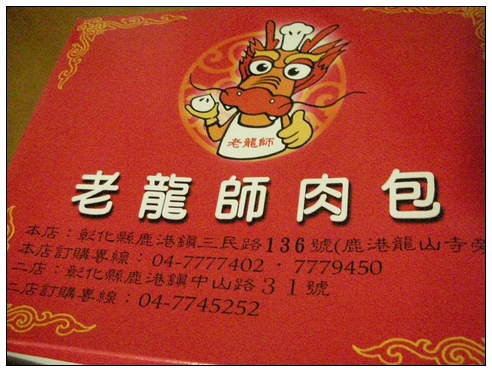 老龍師
老龍師肉包
本店：彰化縣鹿港鎮三民路136號(鹿港龍山寺旁
本店訂購專線：04-7777402・7779450
二店：彰化縣鹿港鎮中山路31號
二店訂購專線：04-7745252